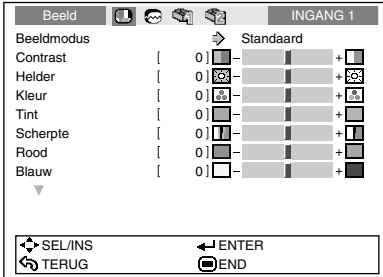 Beeld INGANG 1
Beeldmodus Standaard
Contrast [ 0] - +
Helder [ 0] - +
Kleur [ 0] - +
Tint [ 0] - +
Scherpte [ 0] - +
Rood [ 0] - +
Blauw [ 0] - +
SEL/INS ENTER
TERUG END